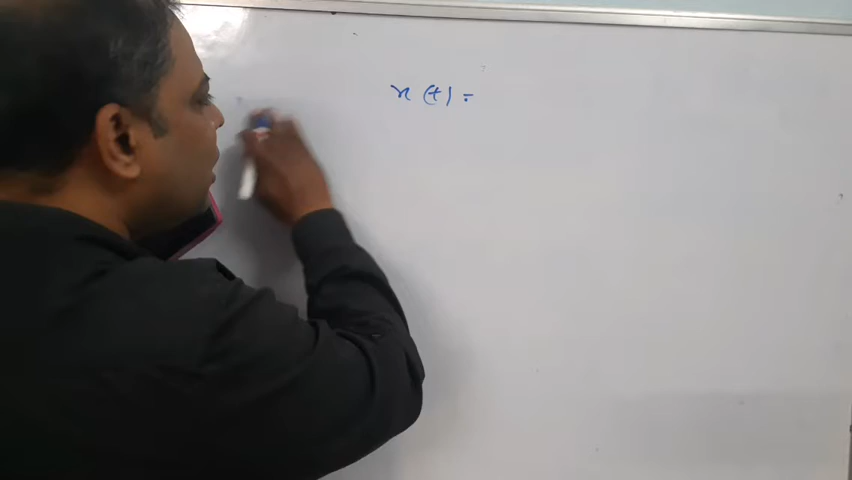 x(t) =